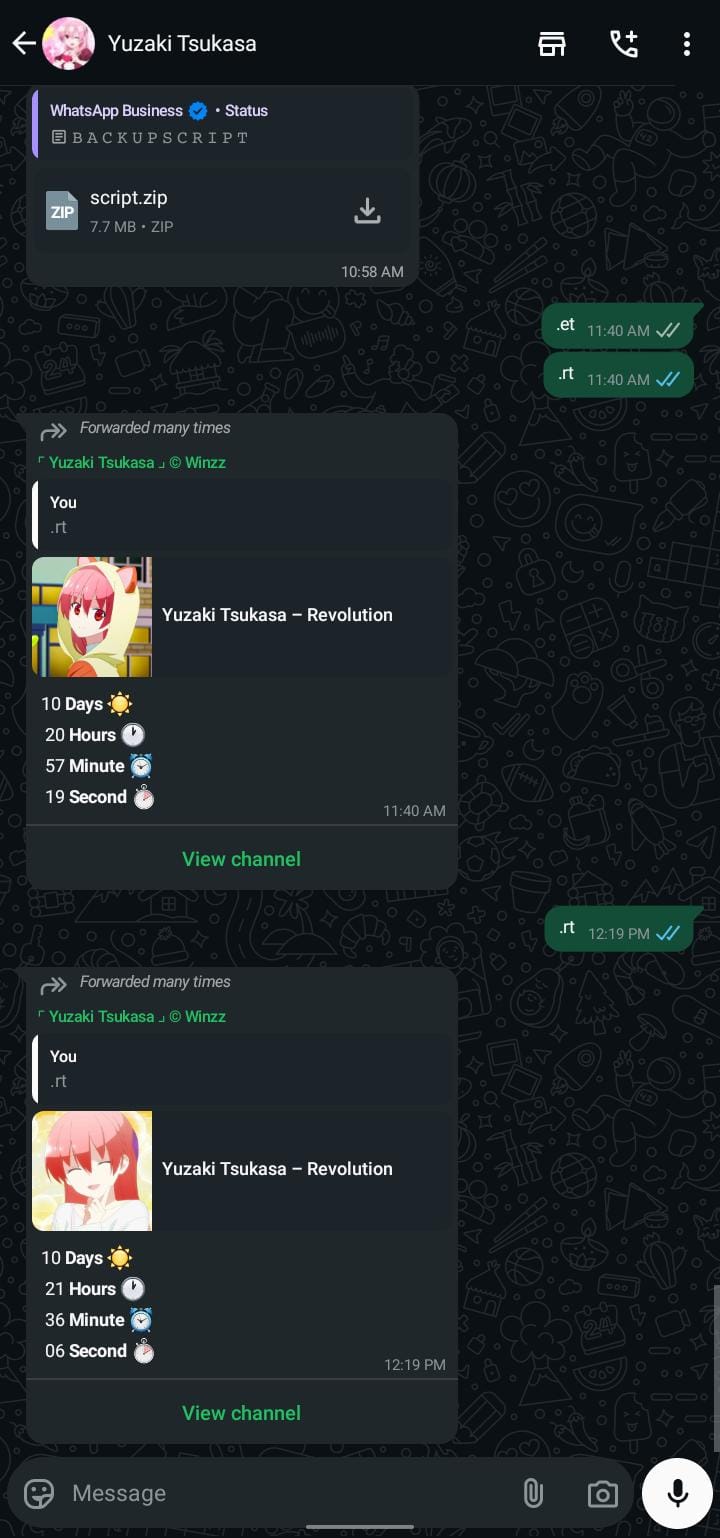 Yuzaki Tsukasa
WhatsApp Business • Status
BACKUPSCRIPT
ZIP
script.zip
7.7 MB • ZIP
10:58 AM
.et 11:40 AM
.rt 11:40 AM
Forwarded many times
「 Yuzaki Tsukasa 」 © Winzz
You
.rt
Yuzaki Tsukasa – Revolution
10 Days ☀️
20 Hours 🕐
57 Minute ⏰
19 Second ⏱️
11:40 AM
View channel
.rt 12:19 PM
Forwarded many times
「 Yuzaki Tsukasa 」 © Winzz
You
.rt
Yuzaki Tsukasa – Revolution
10 Days ☀️
21 Hours 🕐
36 Minute ⏰
06 Second ⏱️
12:19 PM
View channel
Message